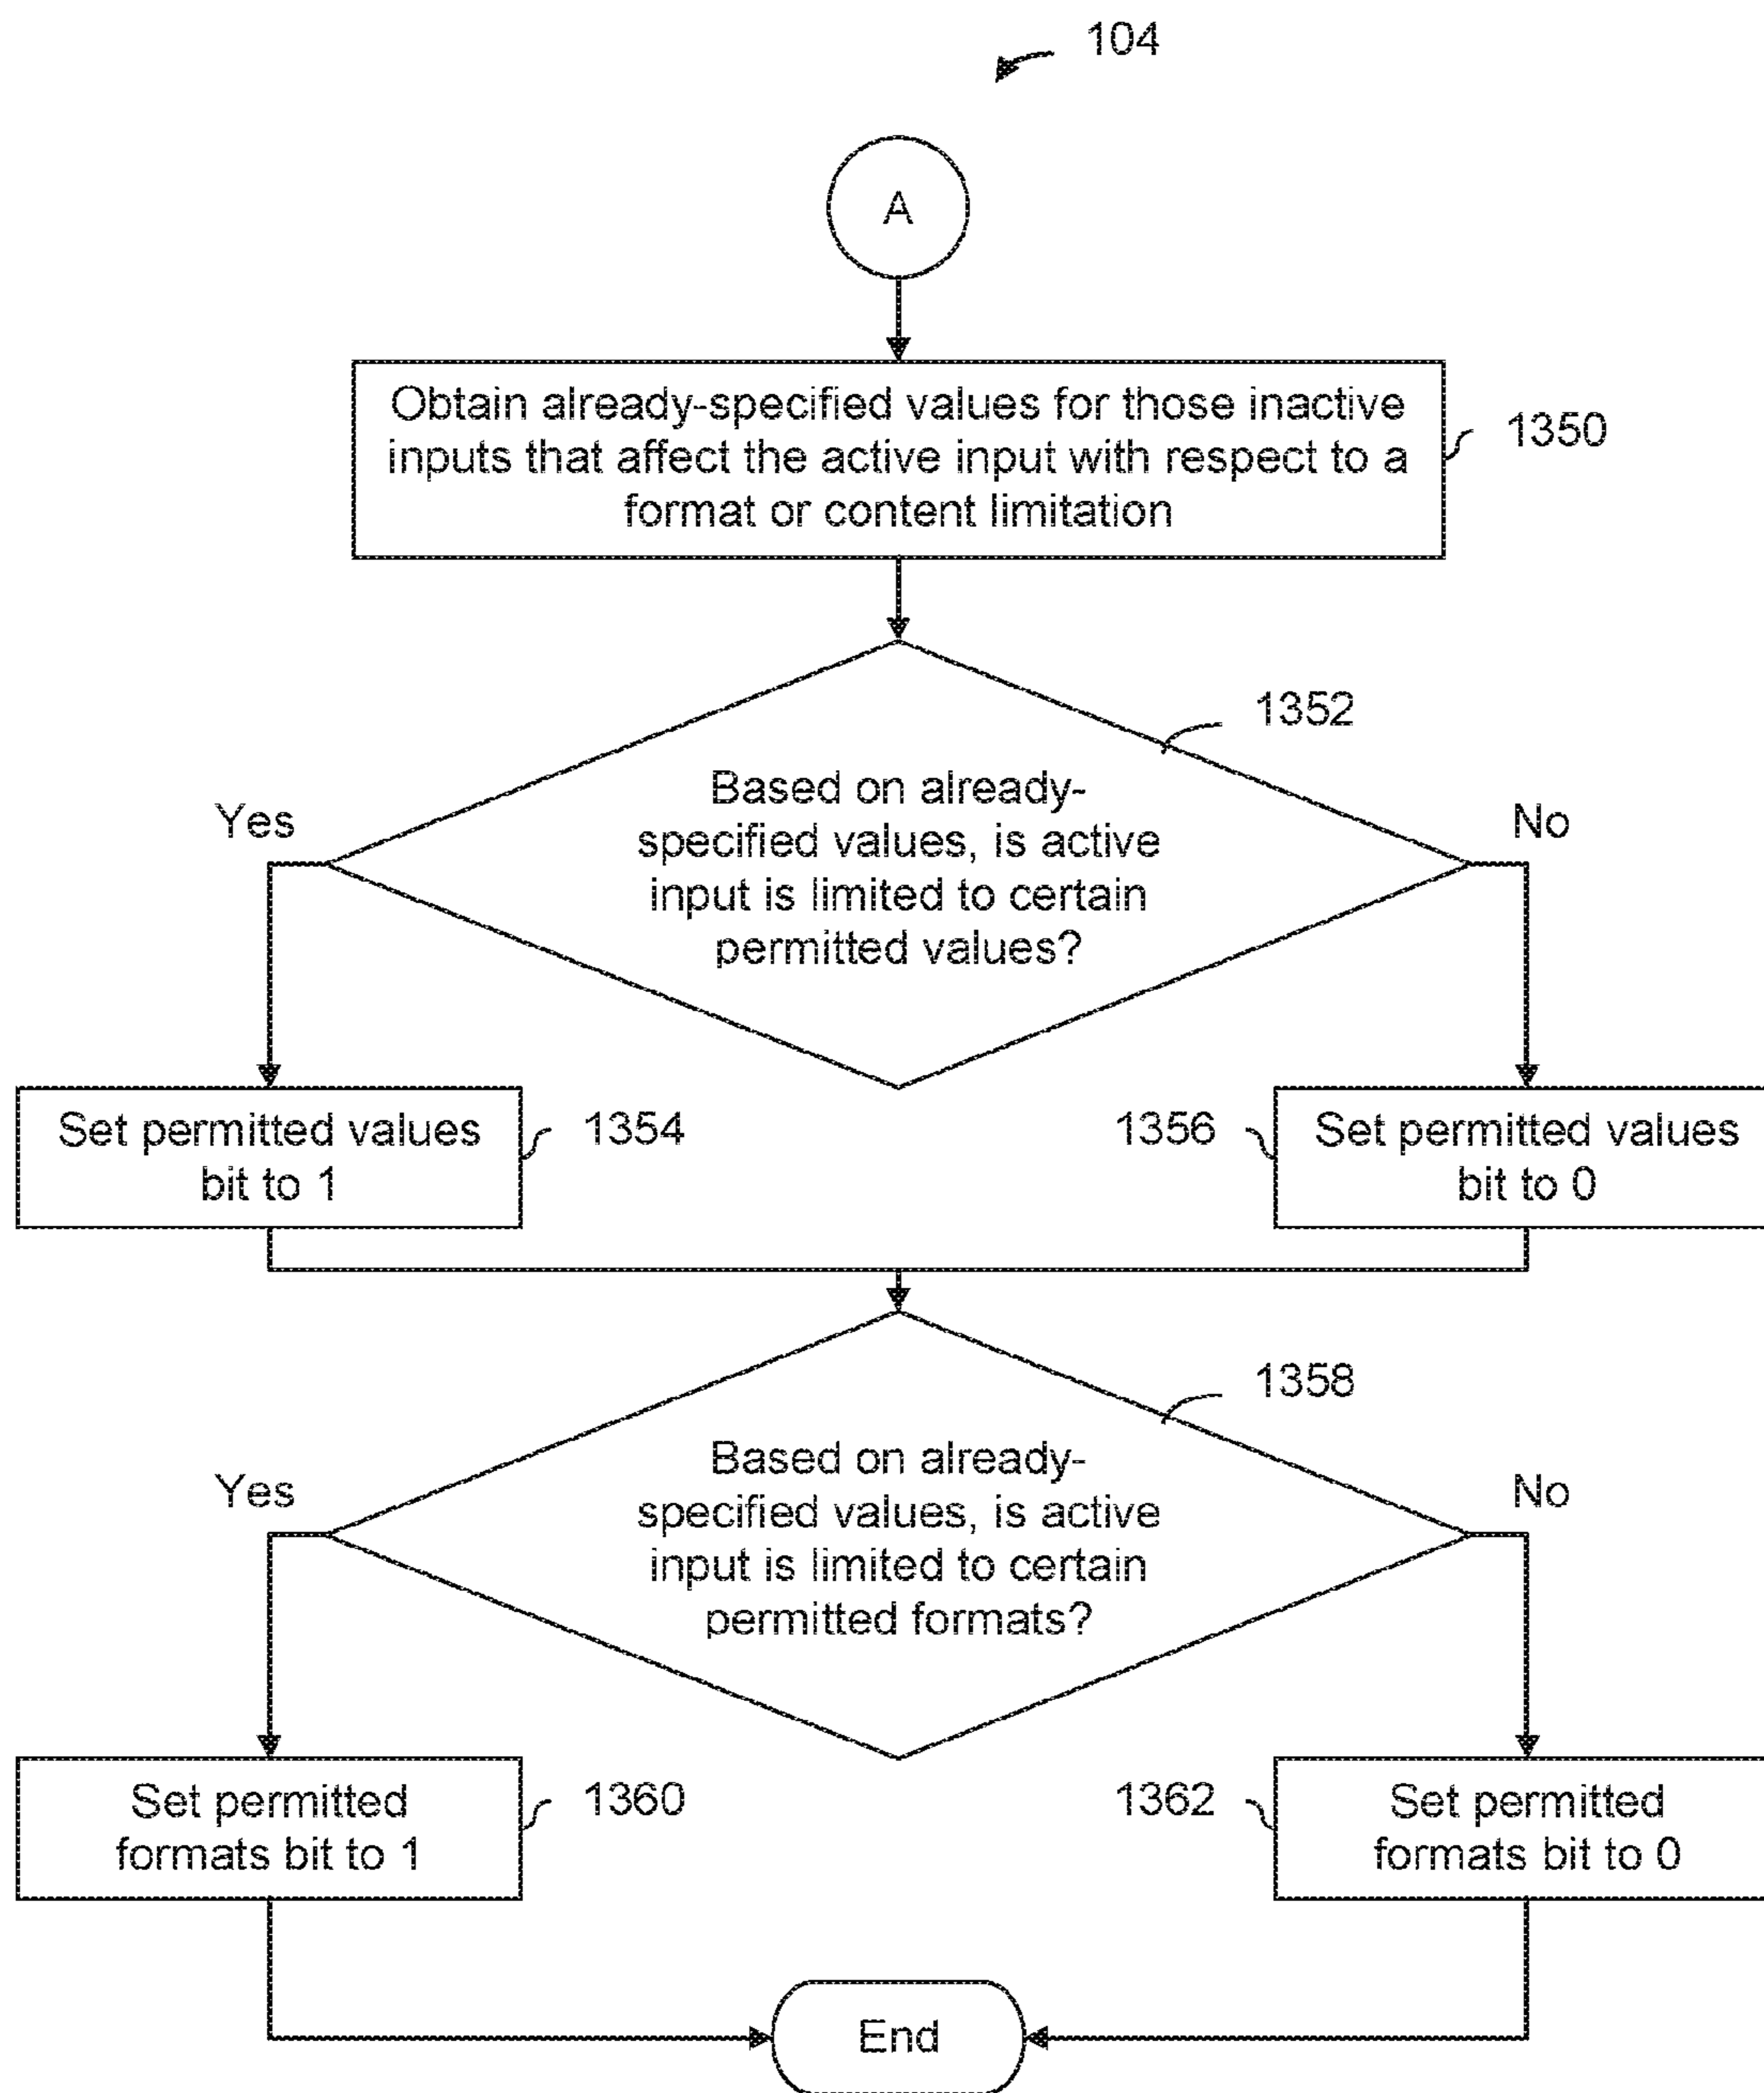 104
A
Obtain already-specified values for those inactive
inputs that affect the active input with respect to a
format or content limitation
1350
1352
Based on already-
specified values, is active
input is limited to certain
permitted values?
Yes
No
Set permitted values
bit to 1
1354
1356
Set permitted values
bit to 0
1358
Based on already-
specified values, is active
input is limited to certain
permitted formats?
Yes
No
Set permitted
formats bit to 1
1360
1362
Set permitted
formats bit to 0
End